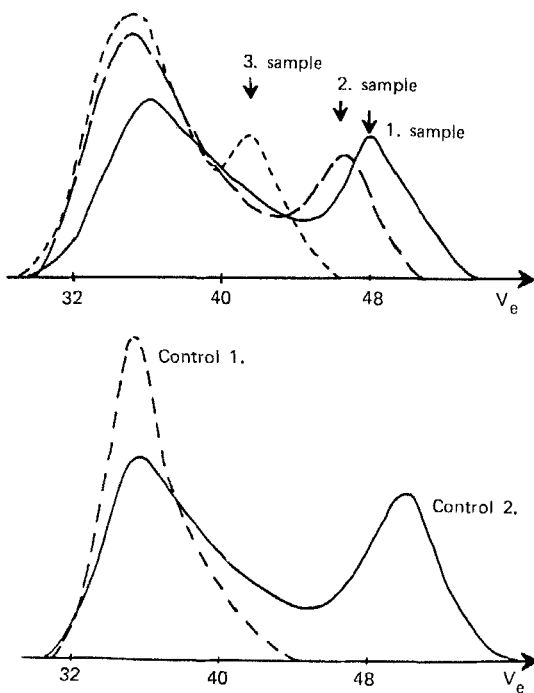 3. sample
2. sample
1. sample
32 40 48 Ve
Control 1.
Control 2.
32 40 48 Ve